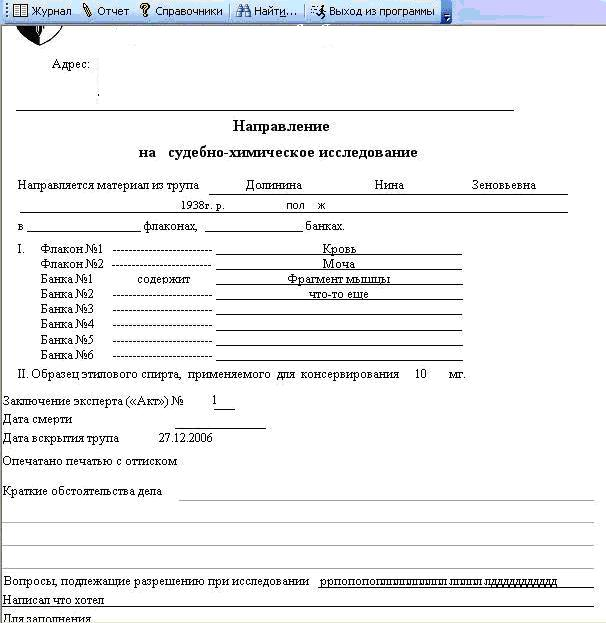 Журнал Отчет Справочники Найти... Выход из программы
Адрес:
Направление
на судебно-химическое исследование
Направляется материал из трупа Долинина Нина Зеновьевна
1938г. р. пол ж
в ____ флаконах, ____ банках.
I. Флакон №1 ---------------------------- Кровь
Флакон №2 ---------------------------- Моча
Банка №1 содержит Фрагмент мышцы
Банка №2 ---------------------------- что-то еще
Банка №3 ----------------------------
Банка №4 ----------------------------
Банка №5 ----------------------------
Банка №6 ----------------------------
II. Образец этилового спирта, применяемого для консервирования 10 мг.
Заключение эксперта («Акт») № 1
Дата смерти
Дата вскрытия трупа 27.12.2006
Опечатано печатью с оттиском
Краткие обстоятельства дела
Вопросы, подлежащие разрешению при исследовании
Написал что хотел
Для заполнения